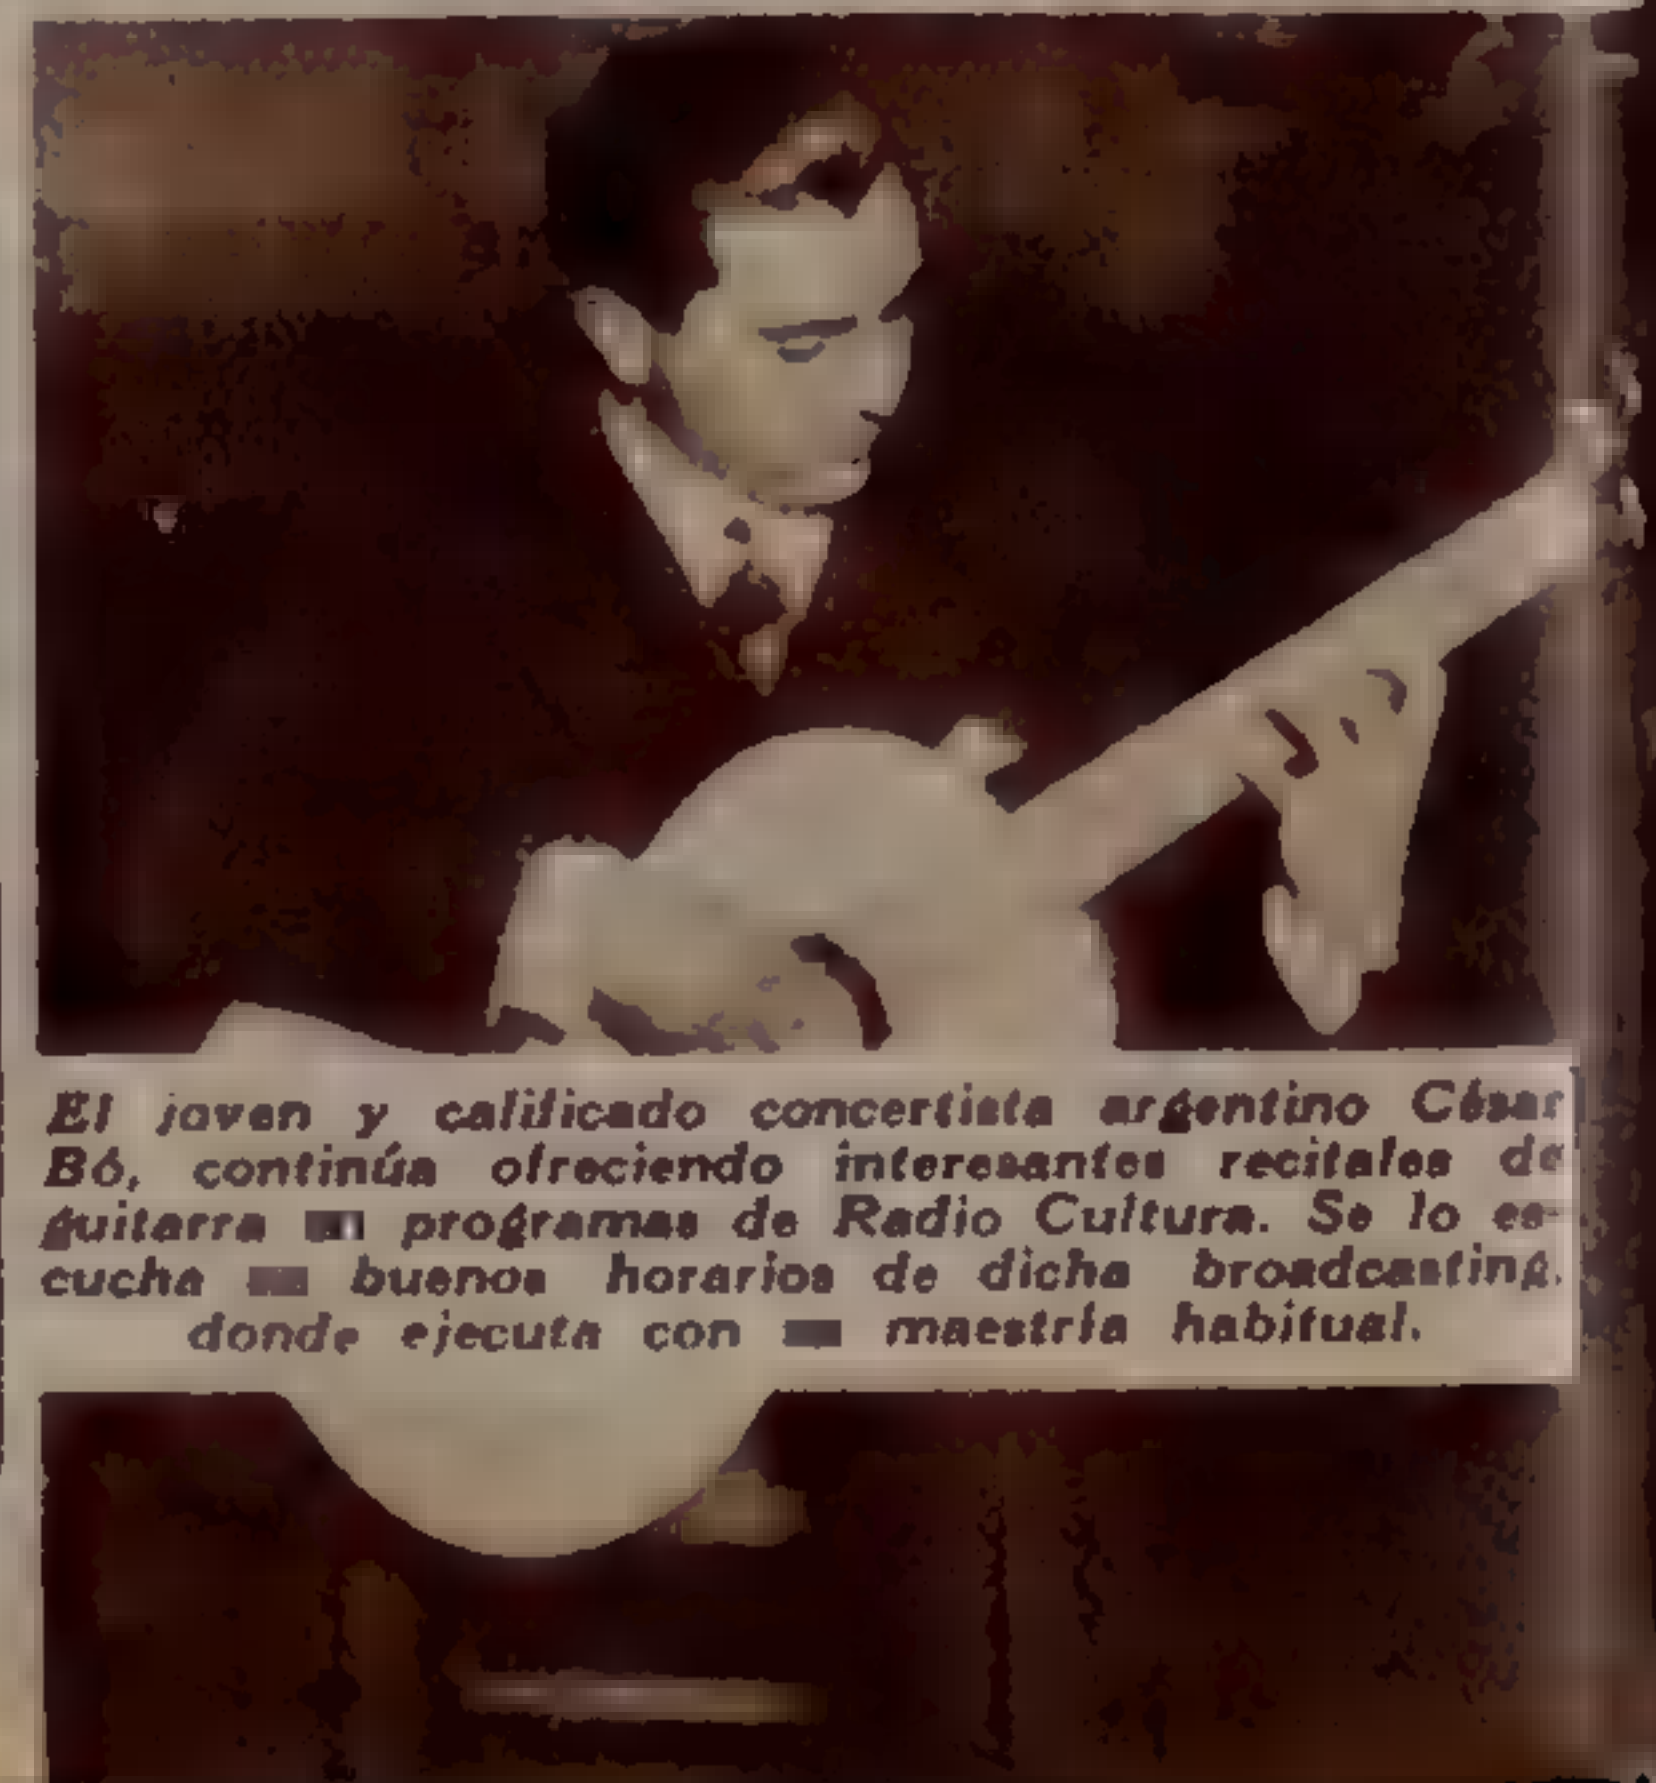 El joven y calificado concertista argentino César
Bó, continúa ofreciendo interesantes recitales de
guitarra programas de Radio Cultura. Se lo es-
cucha buenos horarios de dicha broadcasting,
donde ejecuta con maestría habitual.